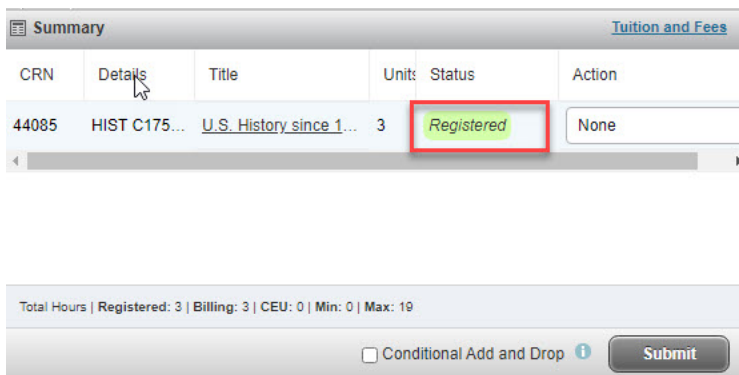 Summary Tuition and Fees
CRN Details Title Units Status Action
44085 HIST C175... U.S. History since 1... 3 Registered None
Total Hours | Registered: 3 | Billing: 3 | CEU: 0 | Min: 0 | Max: 19
Conditional Add and Drop Submit